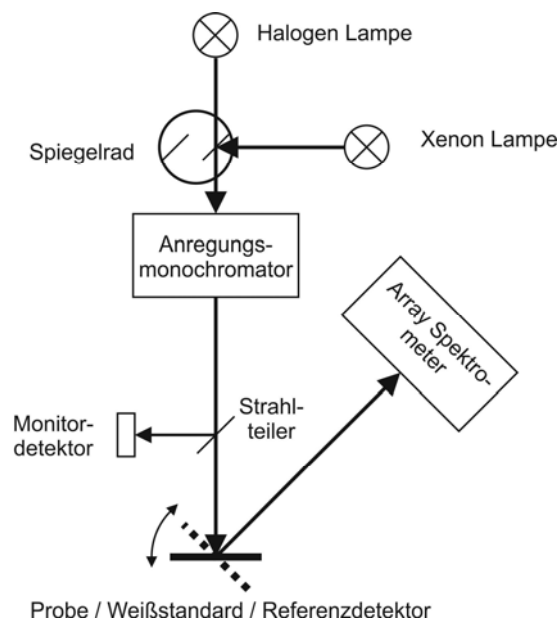 Halogen Lampe
Spiegelrad
Xenon Lampe
Anregungs-
monochromator
Array Spektro-
meter
Strahl-
teiler
Monitor-
detektor
Probe / Weißstandard / Referenzdetektor